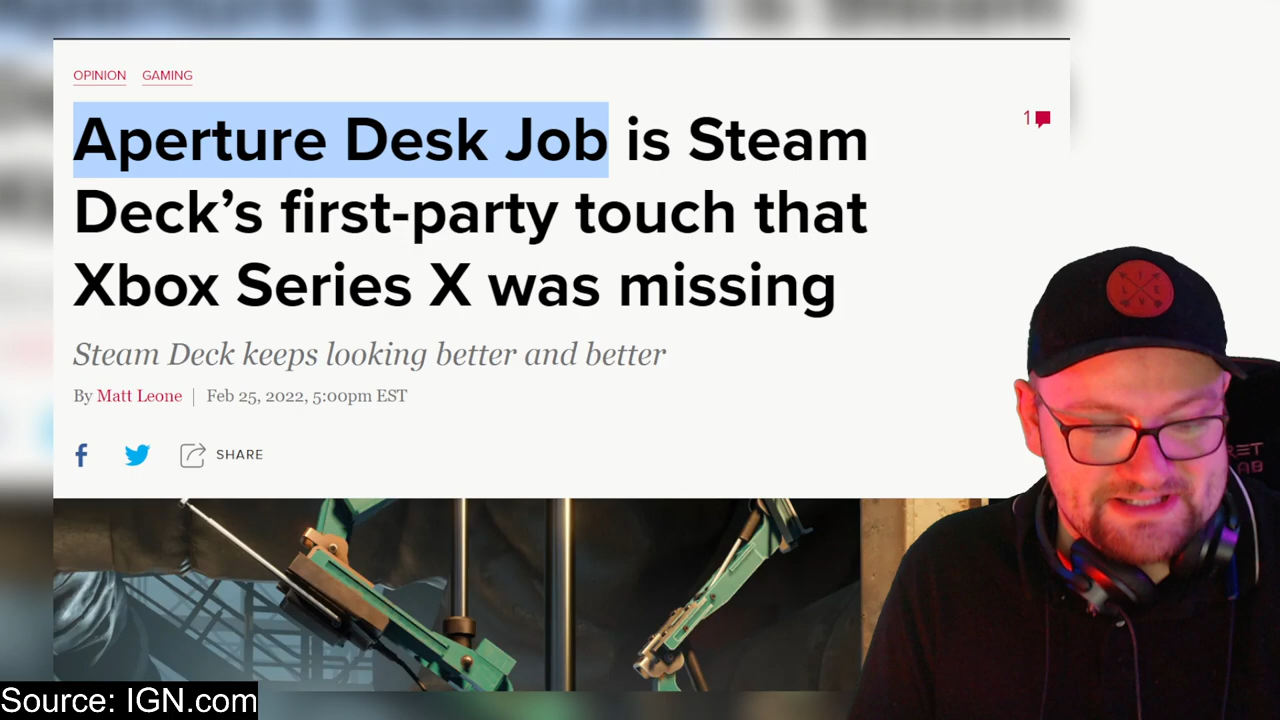 OPINION GAMING
Aperture Desk Job is Steam
Deck’s first-party touch that
Xbox Series X was missing
1
Steam Deck keeps looking better and better
By Matt Leone | Feb 25, 2022, 5:00pm EST
SHARE
Source: IGN.com